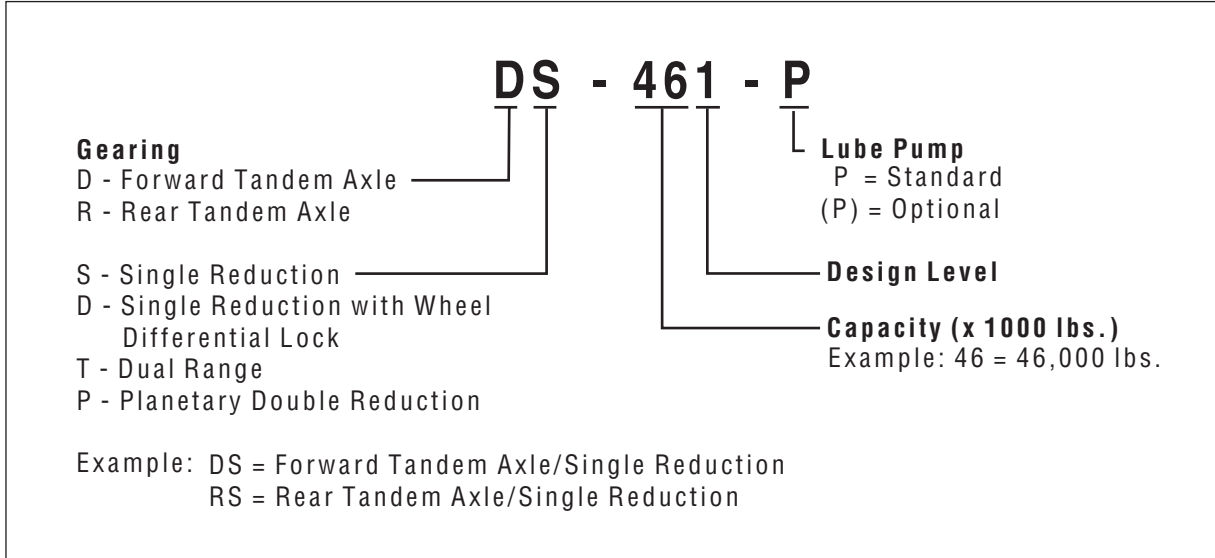 DS - 461 - P
Gearing
D - Forward Tandem Axle
R - Rear Tandem Axle
S - Single Reduction
D - Single Reduction with Wheel
Differential Lock
T - Dual Range
P - Planetary Double Reduction
Example: DS = Forward Tandem Axle/Single Reduction
RS = Rear Tandem Axle/Single Reduction
Lube Pump
P = Standard
(P) = Optional
Design Level
Capacity (x 1000 lbs.)
Example: 46 = 46,000 lbs.